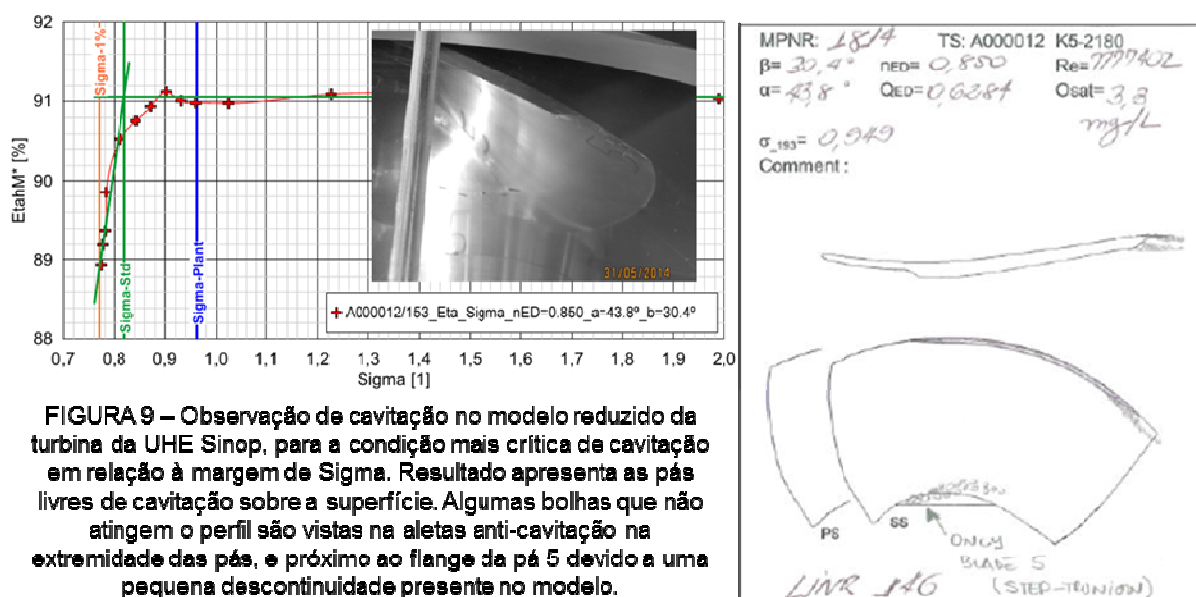 92
91
90
89
88
EtahM* [%]
Sigma-1%
Sigma-Std
Sigma-Plant
31/05/2014
A000012/153_Eta_Sigma_nED=0.850_a=43.8º_b=30.4º
0,7 0,8 0,9 1,0 1,1 1,2 1,3 1,4 1,5 1,6 1,7 1,8 1,9 2,0
Sigma [1]
FIGURA 9 – Observação de cavitação no modelo reduzido da
turbina da UHE Sinop, para a condição mais crítica de cavitação
em relação à margem de Sigma. Resultado apresenta as pás
livres de cavitação sobre a superfície. Algumas bolhas que não
atingem o perfil são vistas na aletas anti-cavitação na
extremidade das pás, e próximo ao flange da pá 5 devido a uma
pequena descontinuidade presente no modelo.
MPNR: 1814 TS: A000012 K5-2180
β= 30,4° nED= 0,850 Re= 7777402
α= 43,8° QED= 0,6284 Osat= 3,3
mg/L
σ_193= 0,949
Comment :
PS
SS
ONLY
BLADE 5
(STEP-TRUNION)
LINR 146